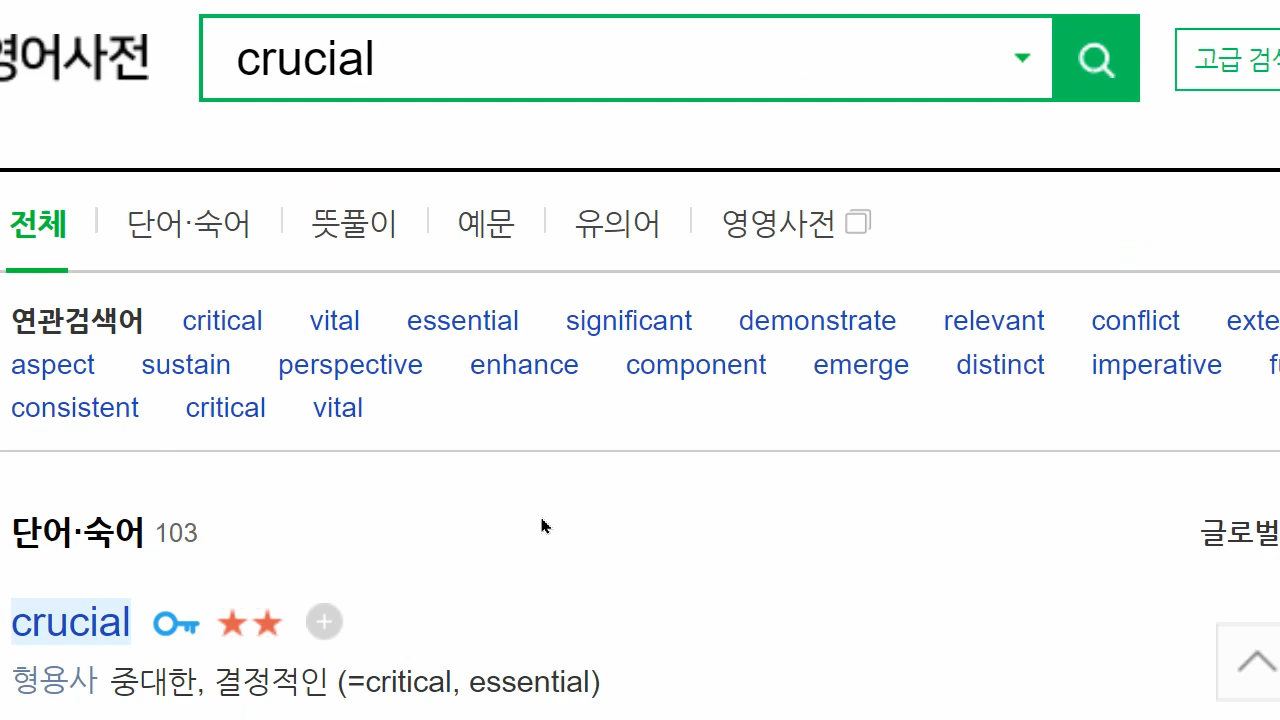 영어사전 crucial 고급 검색
전체 단어·숙어 뜻풀이 예문 유의어 영영사전
연관검색어 critical vital essential significant demonstrate relevant conflict
aspect sustain perspective enhance component emerge distinct imperative
consistent critical vital
단어·숙어 103 글로벌
crucial
형용사 중대한, 결정적인 (=critical, essential)